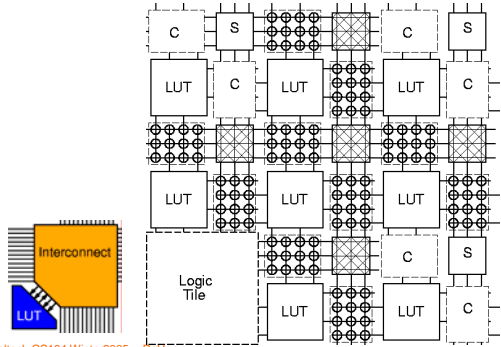 C S S
LUT C LUT LUT C
LUT LUT LUT
Interconnect
LUT
Logic
Tile
C S
LUT LUT C